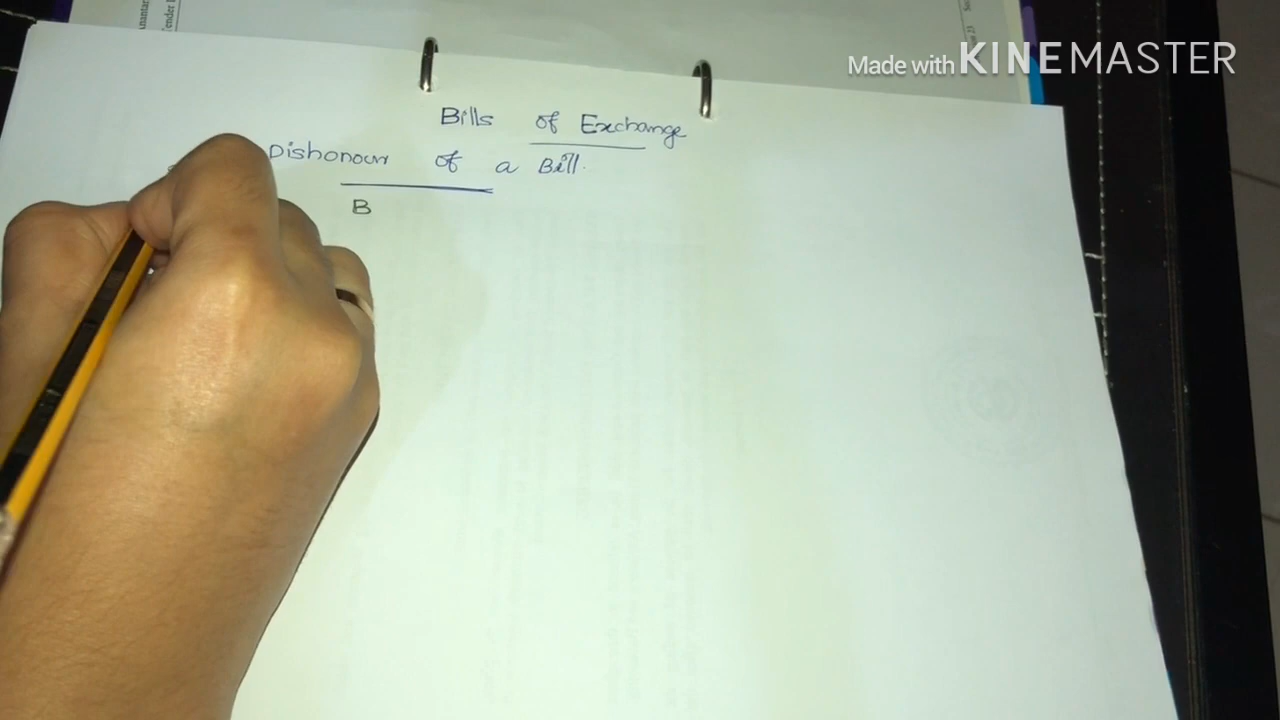 Made with KINEMASTER
Bills of Exchange
Dishonour of a Bill.
B